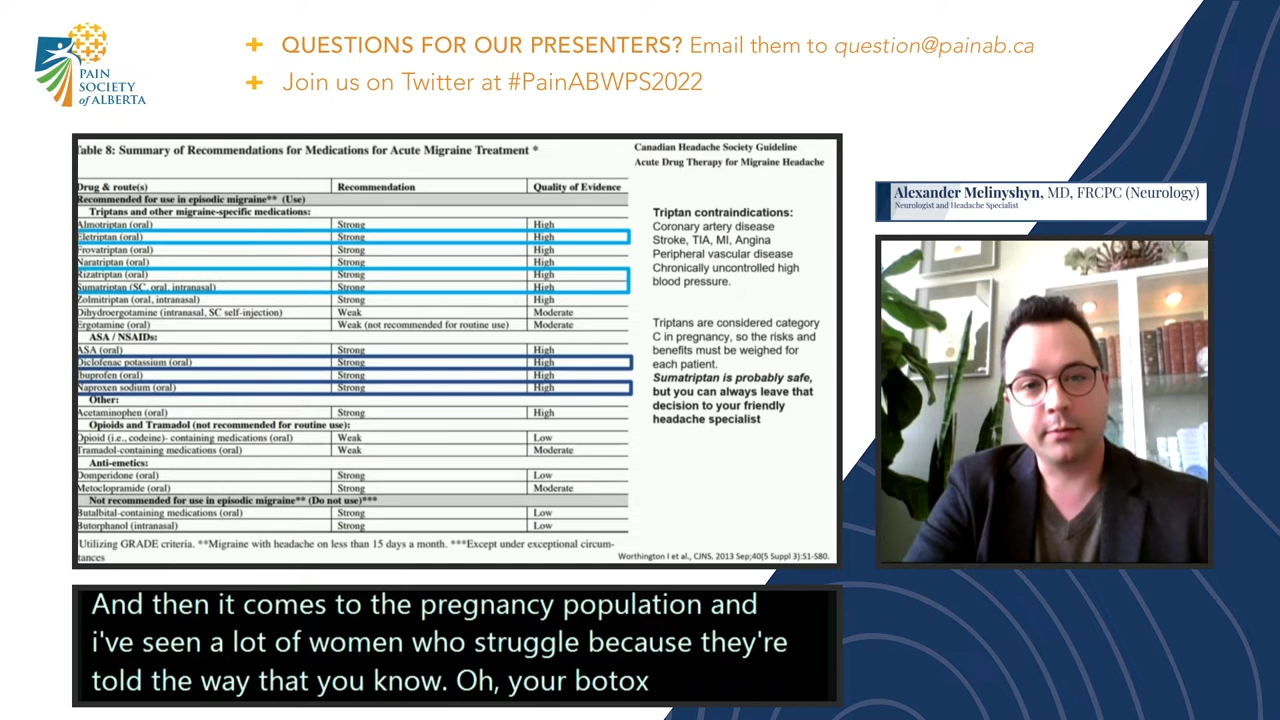 PAIN
SOCIETY
of ALBERTA
+ QUESTIONS FOR OUR PRESENTERS? Email them to question@painab.ca
+ Join us on Twitter at #PainABWPS2022
Table 8: Summary of Recommendations for Medications for Acute Migraine Treatment *
Drug & route(s) Recommendation Quality of Evidence
Recommended for use in episodic migraine** (Use)
Triptans and other migraine-specific medications:
Almotriptan (oral) Strong High
Eletriptan (oral) Strong High
Frovatriptan (oral) Strong High
Naratriptan (oral) Strong High
Rizatriptan (oral) Strong High
Sumatriptan (SC, oral, intranasal) Strong High
Zolmitriptan (oral, intranasal) Strong High
Dihydroergotamine (intranasal, SC self-injection) Weak Moderate
Ergotamine (oral) Weak (not recommended for routine use) Moderate
ASA / NSAIDs:
ASA (oral) Strong High
Diclofenac potassium (oral) Strong High
Ibuprofen (oral) Strong High
Naproxen sodium (oral) Strong High
Other:
Acetaminophen (oral) Strong High
Opioids and Tramadol (not recommended for routine use):
Opioid (i.e., codeine)- containing medications (oral) Weak Low
Tramadol-containing medications (oral) Weak Moderate
Anti-emetics:
Domperidone (oral) Strong Low
Metoclopramide (oral) Strong Moderate
Not recommended for use in episodic migraine** (Do not use)***
Butalbital-containing medications (oral) Strong Low
Butorphanol (intranasal) Strong Low
Utilizing GRADE criteria. **Migraine with headache on less than 15 days a month. ***Except under exceptional circum-
tances
Canadian Headache Society Guideline
Acute Drug Therapy for Migraine Headache
Triptan contraindications:
Coronary artery disease
Stroke, TIA, MI, Angina
Peripheral vascular disease
Chronically uncontrolled high
blood pressure.
Triptans are considered category
C in pregnancy, so the risks and
benefits must be weighed for
each patient.
Sumatriptan is probably safe,
but you can always leave that
decision to your friendly
headache specialist
Worthington I et al., CJNS. 2013 Sep;40(5 Suppl 3):S1-S80.
Alexander Melinyshyn, MD, FRCPC (Neurology)
Neurologist and Headache Specialist
And then it comes to the pregnancy population and
i've seen a lot of women who struggle because they're
told the way that you know. Oh, your botox